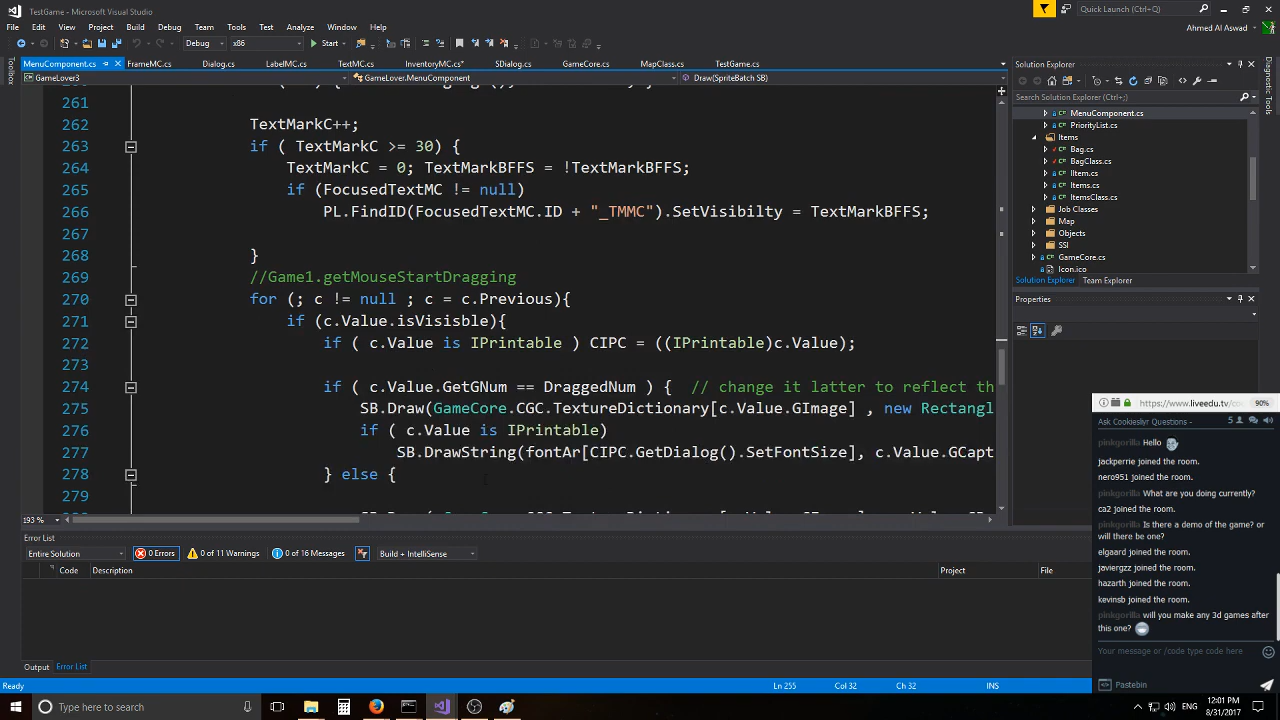 TestGame - Microsoft Visual Studio
Quick Launch (Ctrl+Q)
File Edit View Project Build Debug Team Tools Test Analyze Window Help
Ahmed Al Aswad
Debug x86 Start
MenuComponent.cs FrameMC.cs Dialog.cs LabelMC.cs TextMC.cs InventoryMC.cs* SDialog.cs GameCore.cs MapClass.cs TestGame.cs
GameLover3 GameLover.MenuComponent Draw(SpriteBatch SB)
Toolbox
261
262 TextMarkC++;
263 if ( TextMarkC >= 30) {
264 TextMarkC = 0; TextMarkBFFS = !TextMarkBFFS;
265 if (FocusedTextMC != null)
266 PL.FindID(FocusedTextMC.ID + "_TMMC").SetVisibilty = TextMarkBFFS;
267
268 }
269 //Game1.getMouseStartDragging
270 for (; c != null ; c = c.Previous){
271 if (c.Value.isVisisble){
272 if ( c.Value is IPrintable ) CIPC = ((IPrintable)c.Value);
273
274 if ( c.Value.GetGNum == DraggedNum ) { // change it latter to reflect th
275 SB.Draw(GameCore.CGC.TextureDictionary[c.Value.GImage] , new Rectangl
276 if ( c.Value is IPrintable)
277 SB.DrawString(fontAr[CIPC.GetDialog().SetFontSize], c.Value.GCapt
278 } else {
279
193 %
Solution Explorer
Search Solution Explorer (Ctrl+;)
MenuComponent.cs
PriorityList.cs
Items
Bag.cs
BagClass.cs
IItem.cs
Items.cs
ItemsClass.cs
Job Classes
Map
Objects
SSI
GameCore.cs
Icon.ico
Solution Explorer Team Explorer
Properties
Diagnostic Tools
Error List
Entire Solution 0 Errors 0 of 11 Warnings 0 of 16 Messages Build + IntelliSense
Code Description Project File
Output Error List
Ready Ln 255 Col 32 Ch 32 INS
https://www.liveedu.tv/co 90%
Ask Cookiesliyr Questions - 5
pinkgorilla Hello
jackperrie joined the room.
nero951 joined the room.
pinkgorilla What are you doing currently?
ca2 joined the room.
pinkgorilla Is there a demo of the game? or
will there be one?
elgaard joined the room.
javiergzz joined the room.
hazarth joined the room.
kevinsb joined the room.
pinkgorilla will you make any 3d games after
this one?
Your message or /code type code here
Pastebin
Type here to search
ENG
12:01 PM
8/31/2017